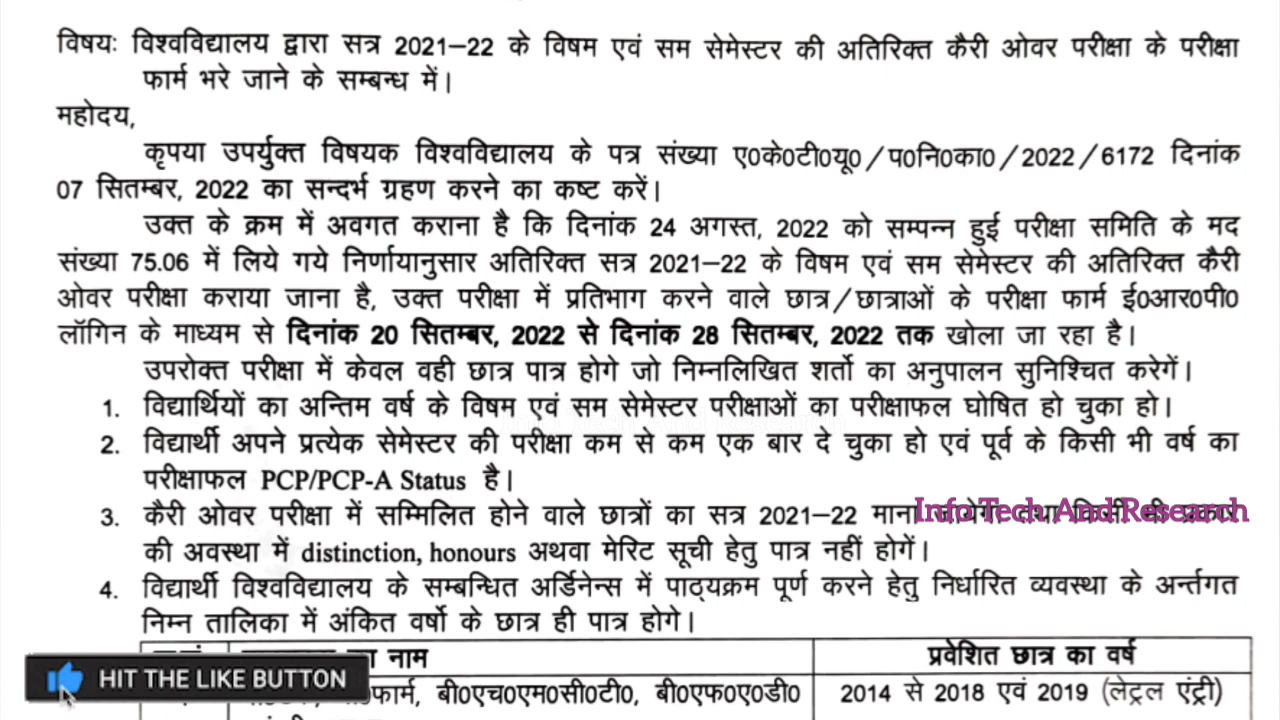 विषयः विश्वविद्यालय द्वारा सत्र 2021–22 के विषम एवं सम सेमेस्टर की अतिरिक्त कैरी ओवर परीक्षा के परीक्षा
फार्म भरे जाने के सम्बन्ध में।
महोदय,
कृपया उपर्युक्त विषयक विश्वविद्यालय के पत्र संख्या ए0के0टी0यू0/प0नि0का0/2022/6172 दिनांक
07 सितम्बर, 2022 का सन्दर्भ ग्रहण करने का कष्ट करें।
उक्त के क्रम में अवगत कराना है कि दिनांक 24 अगस्त, 2022 को सम्पन्न हुई परीक्षा समिति के मद
संख्या 75.06 में लिये गये निर्णायानुसार अतिरिक्त सत्र 2021–22 के विषम एवं सम सेमेस्टर की अतिरिक्त कैरी
ओवर परीक्षा कराया जाना है, उक्त परीक्षा में प्रतिभाग करने वाले छात्र/छात्राओं के परीक्षा फार्म ई0आर0पी0
लॉगिन के माध्यम से दिनांक 20 सितम्बर, 2022 से दिनांक 28 सितम्बर, 2022 तक खोला जा रहा है।
उपरोक्त परीक्षा में केवल वही छात्र पात्र होगे जो निम्नलिखित शर्तो का अनुपालन सुनिश्चित करेगें।
1. विद्यार्थियों का अन्तिम वर्ष के विषम एवं सम सेमेस्टर परीक्षाओं का परीक्षाफल घोषित हो चुका हो।
2. विद्यार्थी अपने प्रत्येक सेमेस्टर की परीक्षा कम से कम एक बार दे चुका हो एवं पूर्व के किसी भी वर्ष का
परीक्षाफल PCP/PCP-A Status है।
3. कैरी ओवर परीक्षा में सम्मिलित होने वाले छात्रों का सत्र 2021–22 माना
InfoTech And Research
की अवस्था में distinction, honours अथवा मेरिट सूची हेतु पात्र नहीं होगें।
4. विद्यार्थी विश्वविद्यालय के सम्बन्धित अर्डिनेन्स में पाठ्यक्रम पूर्ण करने हेतु निर्धारित व्यवस्था के अर्न्तगत
निम्न तालिका में अंकित वर्षो के छात्र ही पात्र होगे।
नाम प्रवेशित छात्र का वर्ष
HIT THE LIKE BUTTON
बी0एच0एम0सी0टी0, बी0एफ0ए0डी0 2014 से 2018 एवं 2019 (लेट्रल एंट्री)